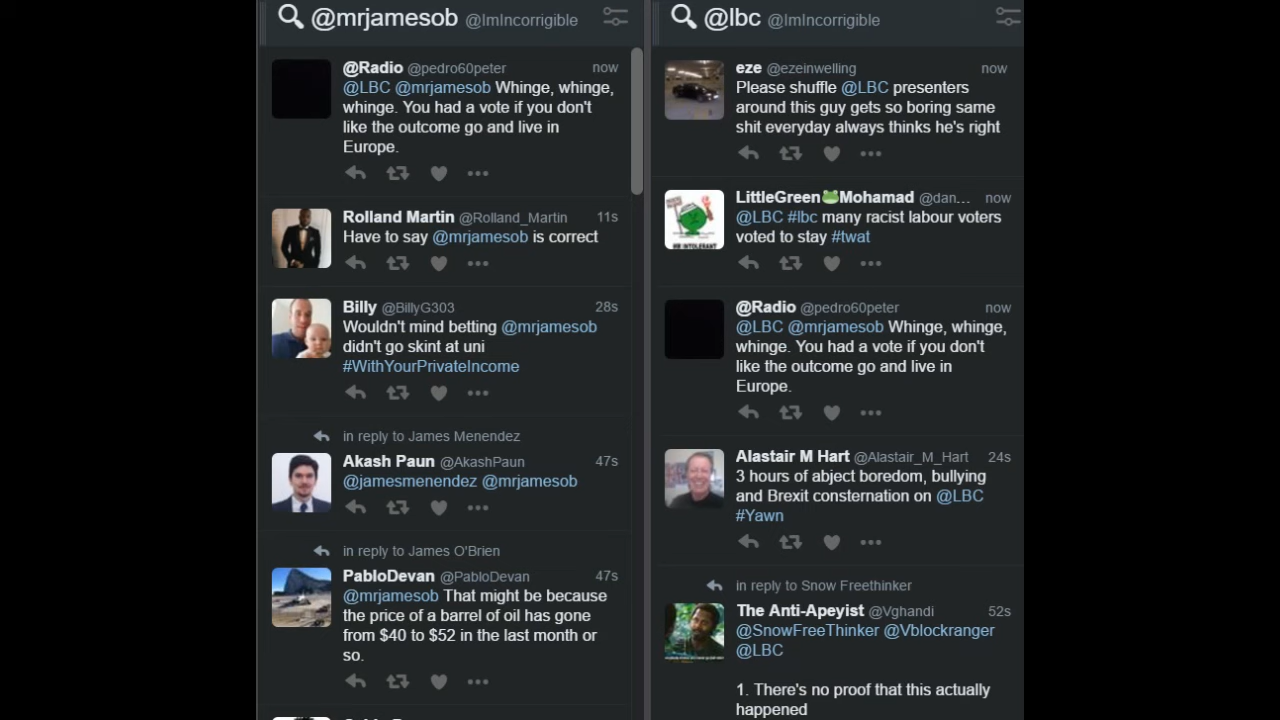 @mrjamesob @ImIncorrigible
@Radio @pedro60peter now
@LBC @mrjamesob Whinge, whinge,
whinge. You had a vote if you don't
like the outcome go and live in
Europe.
Rolland Martin @Rolland_Martin 11s
Have to say @mrjamesob is correct
Billy @BillyG303 28s
Wouldn't mind betting @mrjamesob
didn't go skint at uni
#WithYourPrivateIncome
in reply to James Menendez
Akash Paun @AkashPaun 47s
@jamesmenendez @mrjamesob
in reply to James O'Brien
PabloDevan @PabloDevan 47s
@mrjamesob That might be because
the price of a barrel of oil has gone
from $40 to $52 in the last month or
so.
@lbc @ImIncorrigible
eze @ezeinwelling now
Please shuffle @LBC presenters
around this guy gets so boring same
shit everyday always thinks he's right
LittleGreen🐸Mohamad @dan... now
@LBC #lbc many racist labour voters
voted to stay #twat
@Radio @pedro60peter now
@LBC @mrjamesob Whinge, whinge,
whinge. You had a vote if you don't
like the outcome go and live in
Europe.
Alastair M Hart @Alastair_M_Hart 24s
3 hours of abject boredom, bullying
and Brexit consternation on @LBC
#Yawn
in reply to Snow Freethinker
The Anti-Apeyist @Vghandi 52s
@SnowFreeThinker @Vblockranger
@LBC
1. There's no proof that this actually
happened